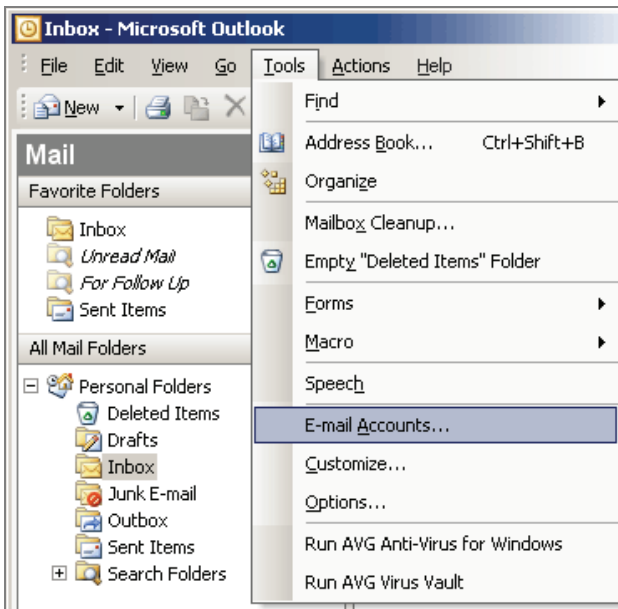 Inbox - Microsoft Outlook
File Edit View Go Tools Actions Help
New
Find
Address Book... Ctrl+Shift+B
Organize
Mailbox Cleanup...
Empty "Deleted Items" Folder
Forms
Macro
Speech
E-mail Accounts...
Customize...
Options...
Run AVG Anti-Virus for Windows
Run AVG Virus Vault
Mail
Favorite Folders
Inbox
Unread Mail
For Follow Up
Sent Items
All Mail Folders
Personal Folders
Deleted Items
Drafts
Inbox
Junk E-mail
Outbox
Sent Items
Search Folders